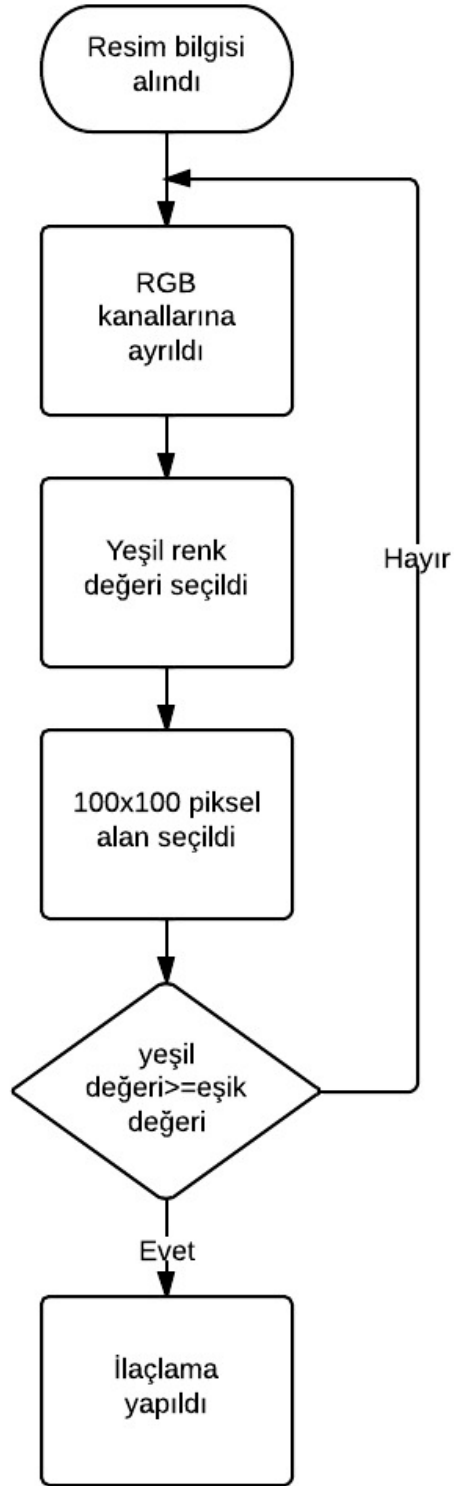 Resim bilgisi
alındı
RGB
kanallarına
ayrıldı
Yeşil renk
değeri seçildi
Hayır
100x100 piksel
alan seçildi
yeşil
değeri>=eşik
değeri
Evet
İlaçlama
yapıldı